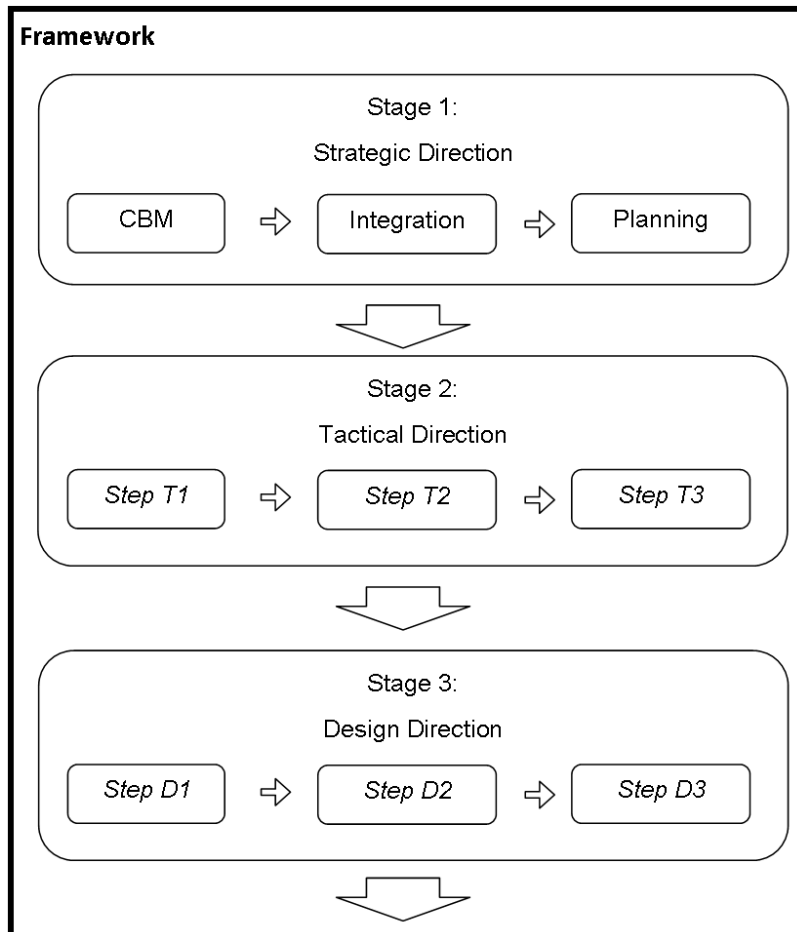 Framework
Stage 1:
Strategic Direction
CBM
Integration
Planning
Stage 2:
Tactical Direction
Step T1
Step T2
Step T3
Stage 3:
Design Direction
Step D1
Step D2
Step D3